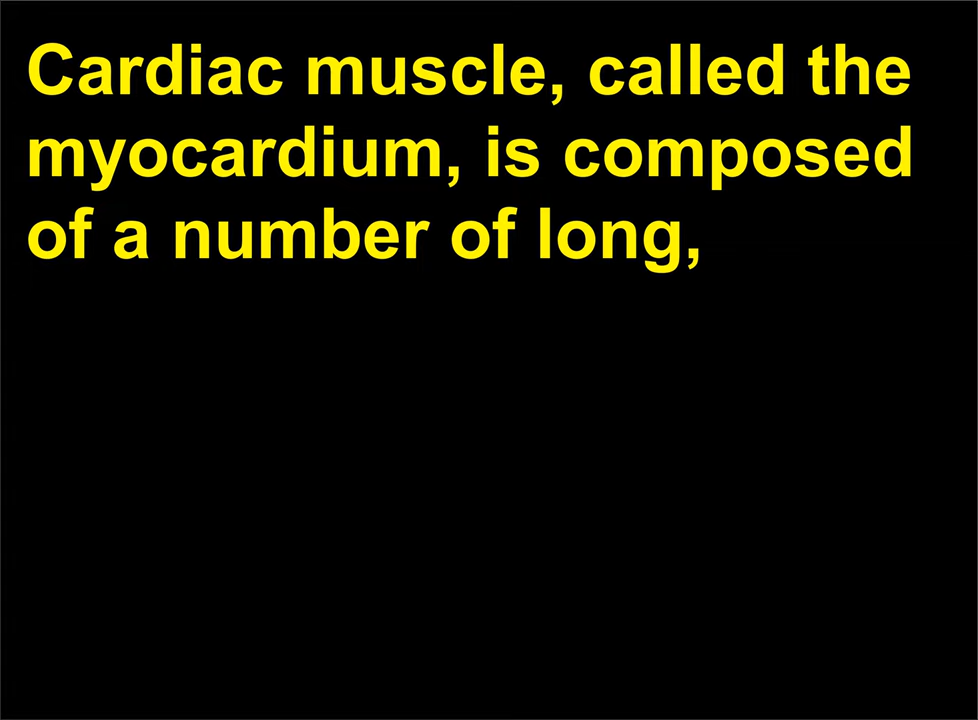 Cardiac muscle, called the
myocardium, is composed
of a number of long,